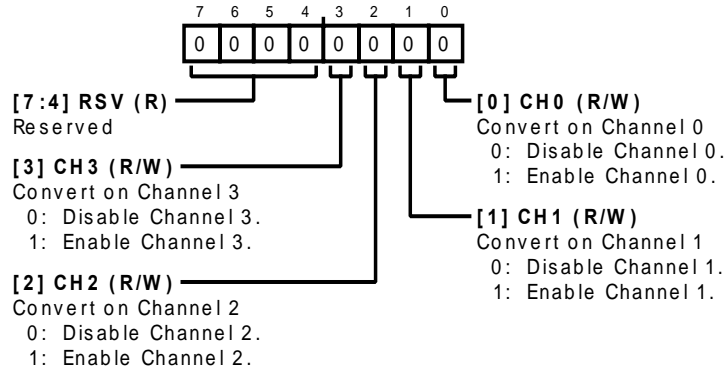 7 6 5 4 3 2 1 0
0 0 0 0 0 0 0 0
[7:4] RSV (R)
Reserved
[3] CH3 (R/W)
Convert on Channel 3
0: Disable Channel 3.
1: Enable Channel 3.
[2] CH2 (R/W)
Convert on Channel 2
0: Disable Channel 2.
1: Enable Channel 2.
[0] CH0 (R/W)
Convert on Channel 0
0: Disable Channel 0.
1: Enable Channel 0.
[1] CH1 (R/W)
Convert on Channel 1
0: Disable Channel 1.
1: Enable Channel 1.